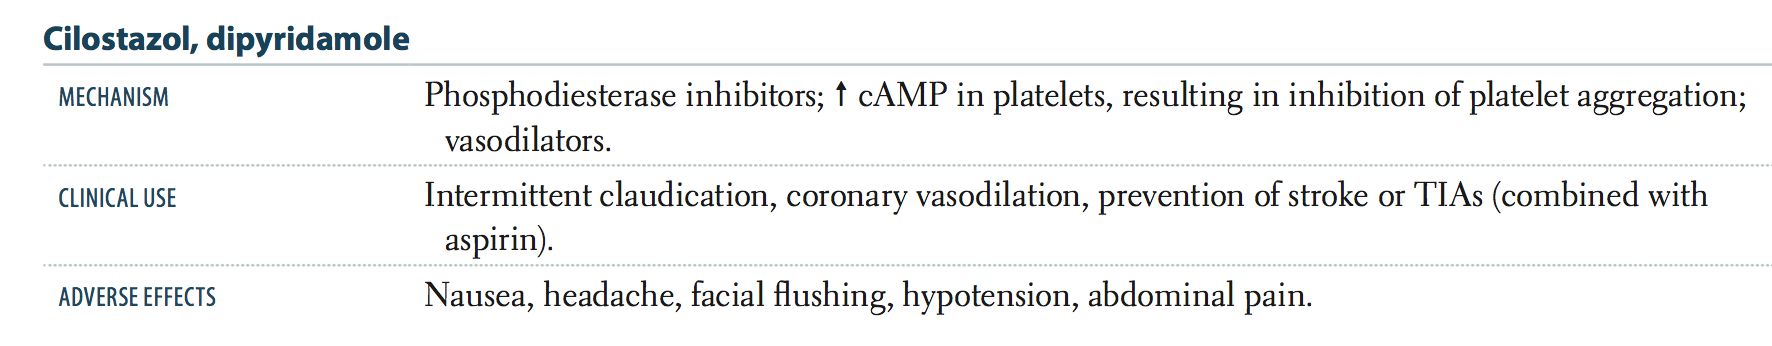 Cilostazol, dipyridamole
MECHANISM Phosphodiesterase inhibitors; ↑ cAMP in platelets, resulting in inhibition of platelet aggregation;
vasodilators.
CLINICAL USE Intermittent claudication, coronary vasodilation, prevention of stroke or TIAs (combined with
aspirin).
ADVERSE EFFECTS Nausea, headache, facial flushing, hypotension, abdominal pain.